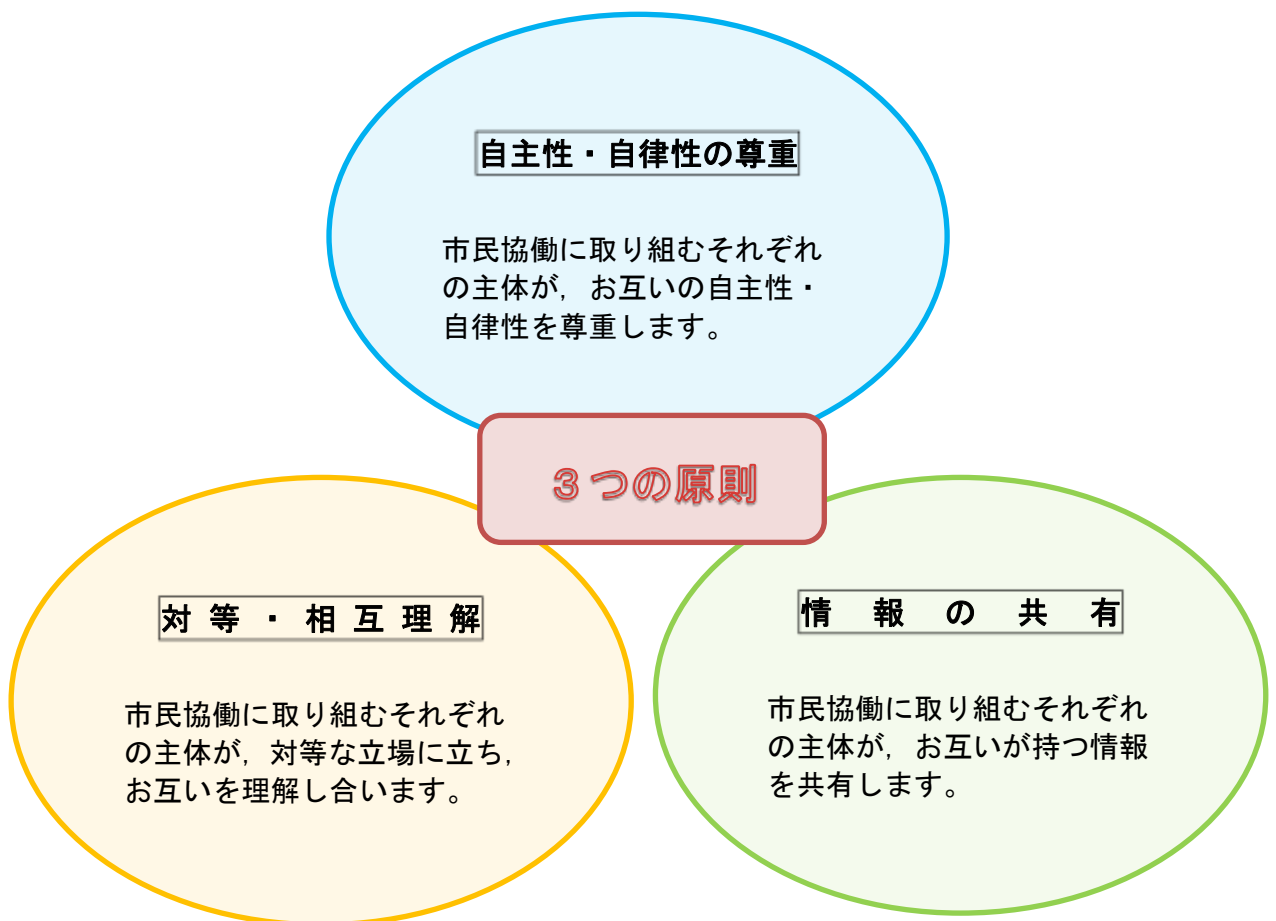 自主性・自律性の尊重
市民協働に取り組むそれぞれ
の主体が，お互いの自主性・
自律性を尊重します。
３つの原則
対等・相互理解
市民協働に取り組むそれぞれ
の主体が，対等な立場に立ち，
お互いを理解し合います。
情報の共有
市民協働に取り組むそれぞれ
の主体が，お互いが持つ情報
を共有します。